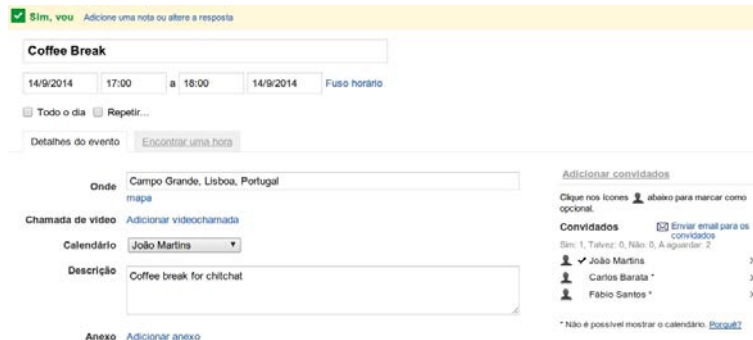 Sim, vou Adicione uma nota ou altere a resposta
Coffee Break
14/9/2014 17:00 a 18:00 14/9/2014 Fuso horário
Todo o dia Repetir...
Detalhes do evento Encontrar uma hora
Onde Campo Grande, Lisboa, Portugal
mapa
Chamada de vídeo Adicionar videochamada
Calendário João Martins
Descrição Coffee break for chitchat
Anexo Adicionar anexo
Adicionar convidados
Clique nos ícones abaixo para marcar como
opcional.
Convidados Enviar email para os
convidados
Sim: 1, Talvez: 0, Não: 0, A aguardar: 2
João Martins
Carlos Barata *
Fábio Santos *
* Não é possível mostrar o calendário. Porquê?